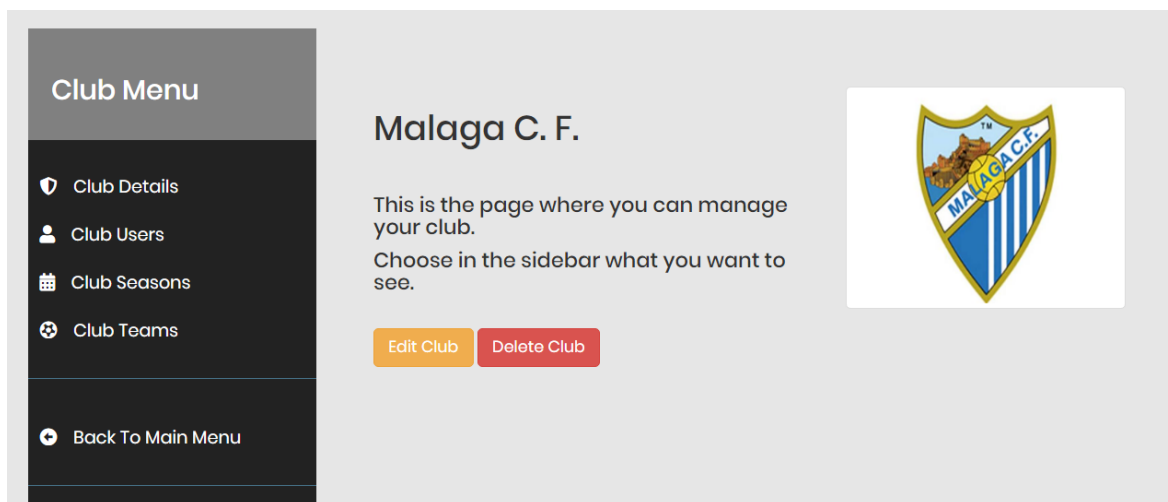 Club Menu
Club Details
Club Users
Club Seasons
Club Teams
Back To Main Menu
Malaga C. F.
This is the page where you can manage
your club.
Choose in the sidebar what you want to
see.
Edit Club Delete Club
TM
MALAGA C.F.